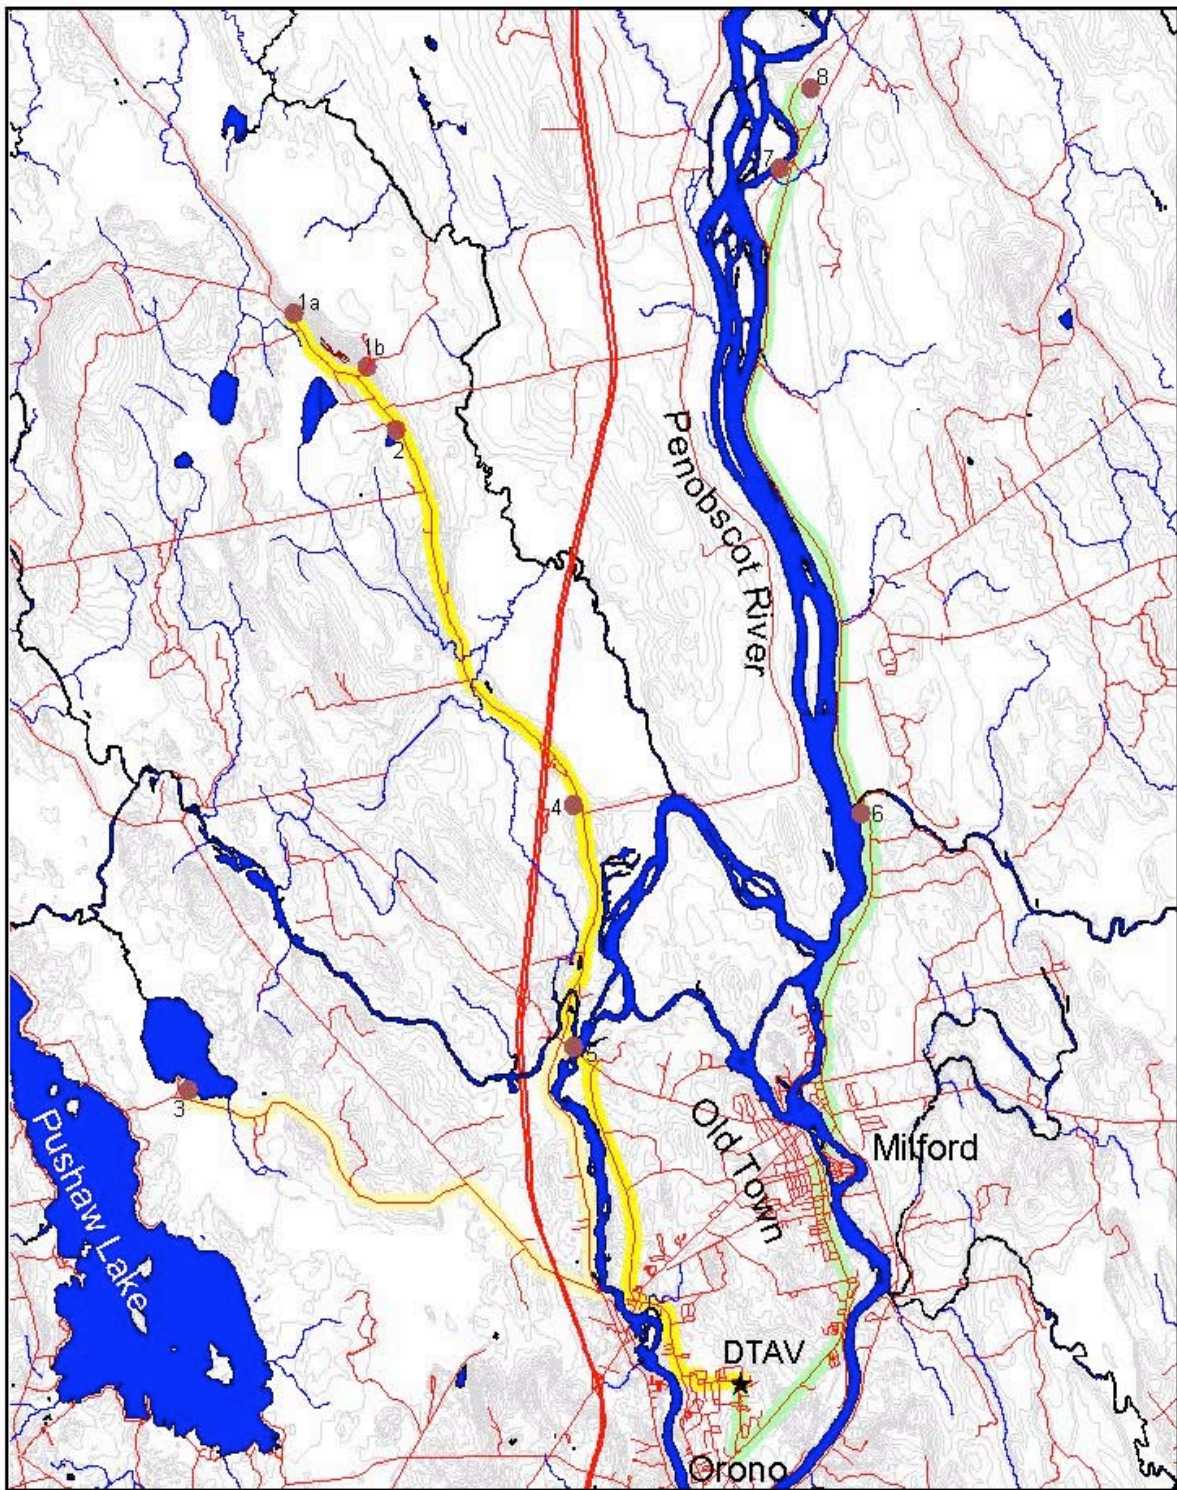 8
7
1a
1b
2
Penobscot River
4
6
5
3
Pushaw Lake
Old Town
Milford
DTAV
Orono